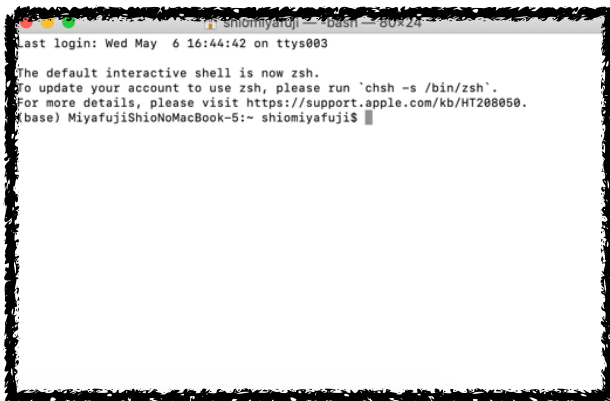 shiomiyafuji — -bash — 80×24
Last login: Wed May  6 16:44:42 on ttys003

The default interactive shell is now zsh.
To update your account to use zsh, please run `chsh -s /bin/zsh`.
For more details, please visit https://support.apple.com/kb/HT208050.
(base) MiyafujiShioNoMacBook-5:~ shiomiyafuji$